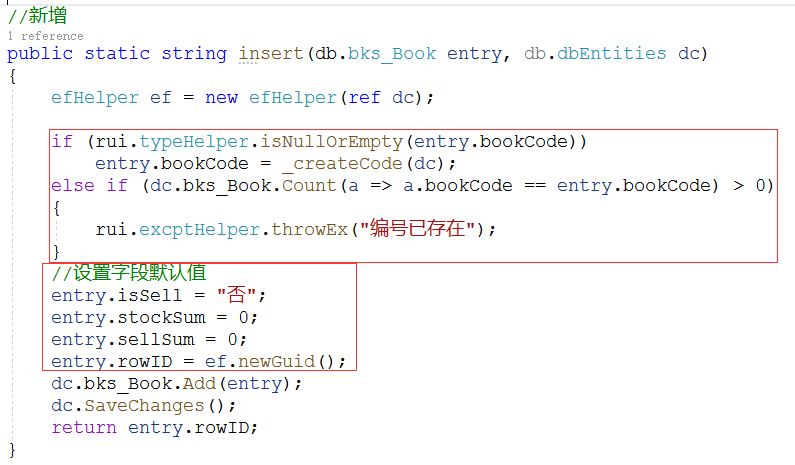 //新增
1 reference
public static string insert(db.bks_Book entry, db.dbEntities dc)
{
efHelper ef = new efHelper(ref dc);
if (rui.typeHelper.isNullOrEmpty(entry.bookCode))
entry.bookCode = _createCode(dc);
else if (dc.bks_Book.Count(a => a.bookCode == entry.bookCode) > 0)
{
rui.excptHelper.throwEx("编号已存在");
}
//设置字段默认值
entry.isSell = "否";
entry.stockSum = 0;
entry.sellSum = 0;
entry.rowID = ef.newGuid();
dc.bks_Book.Add(entry);
dc.SaveChanges();
return entry.rowID;
}